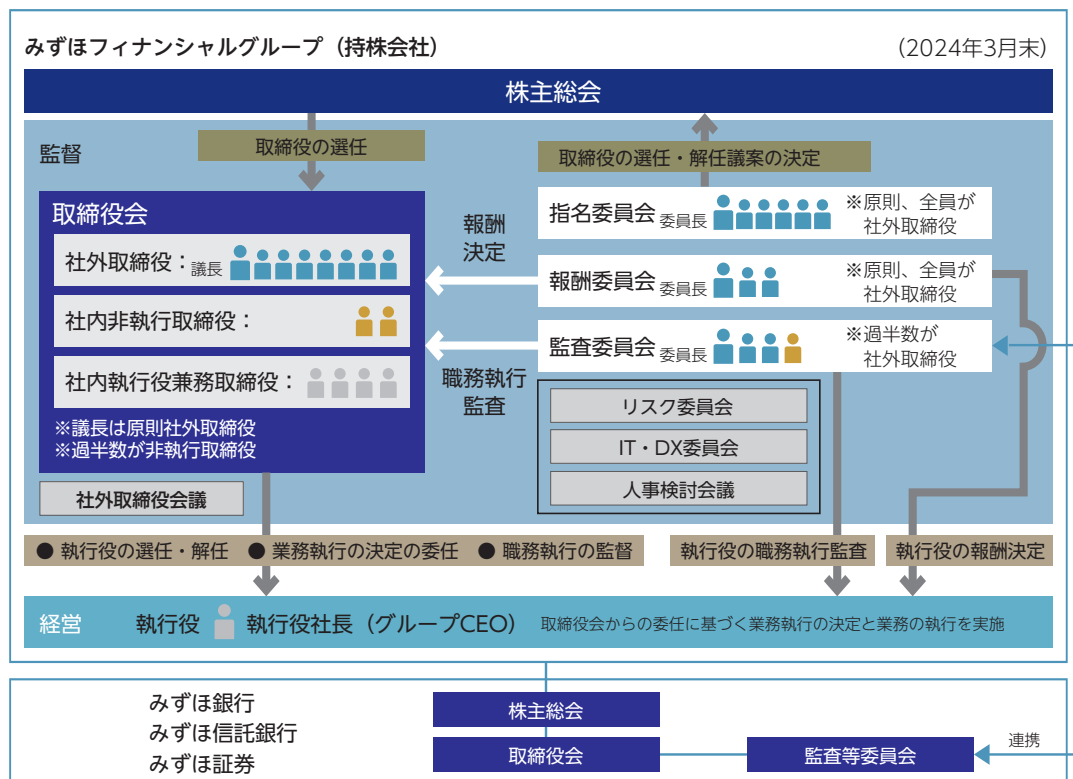 みずほフィナンシャルグループ（持株会社）
（2024年3月末）
株主総会
監督
取締役の選任
取締役の選任・解任議案の決定
取締役会
社外取締役：議長
社内非執行取締役：
社内執行役兼務取締役：
※議長は原則社外取締役
※過半数が非執行取締役
社外取締役会議
報酬
決定
職務執行
監査
指名委員会 委員長
※原則、全員が
社外取締役
報酬委員会 委員長
※原則、全員が
社外取締役
監査委員会 委員長
※過半数が
社外取締役
リスク委員会
IT・DX委員会
人事検討会議
● 執行役の選任・解任 ● 業務執行の決定の委任 ● 職務執行の監督
執行役の職務執行監査
執行役の報酬決定
経営
執行役 執行役社長（グループCEO）
取締役会からの委任に基づく業務執行の決定と業務の執行を実施
みずほ銀行
みずほ信託銀行
みずほ証券
株主総会
取締役会
監査等委員会
連携